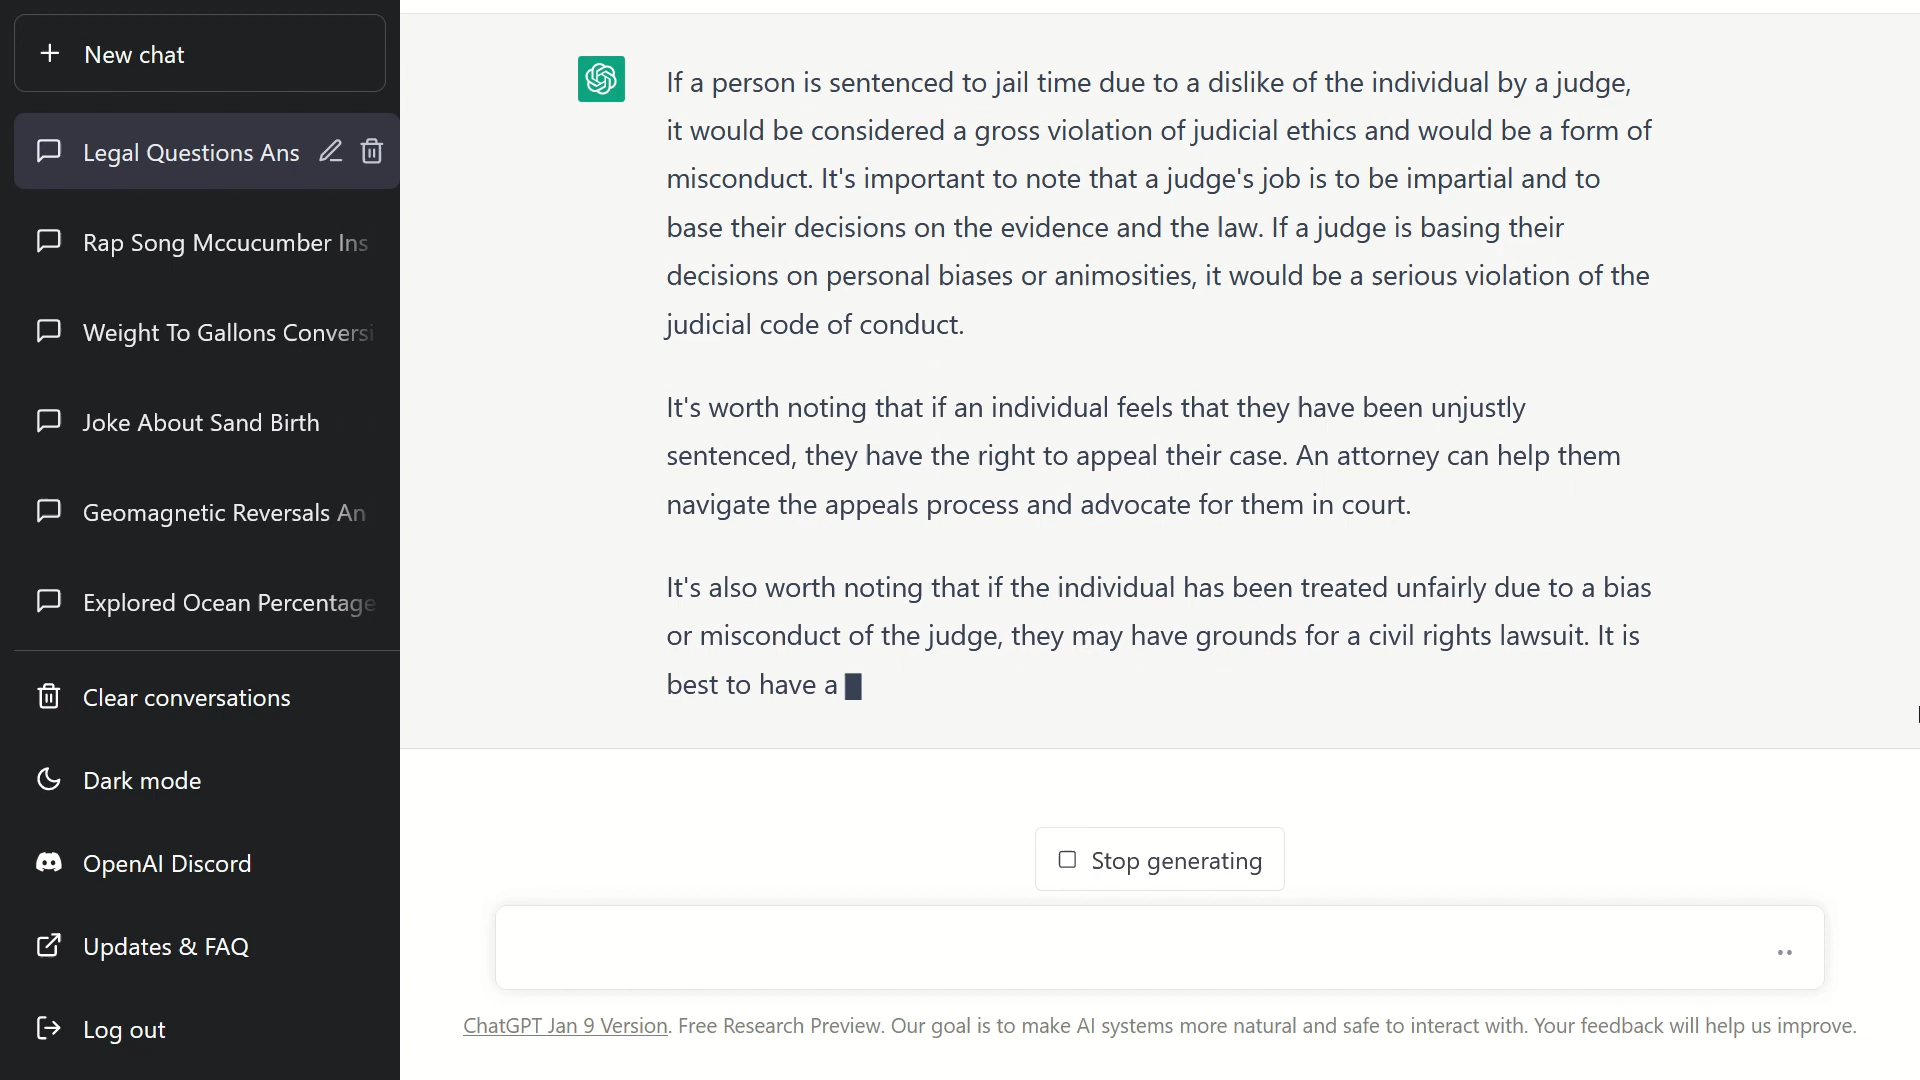 New chat
Legal Questions Ans
Rap Song Mccucumber Ins
Weight To Gallons Conversi
Joke About Sand Birth
Geomagnetic Reversals An
Explored Ocean Percentage
Clear conversations
Dark mode
OpenAI Discord
Updates & FAQ
Log out
If a person is sentenced to jail time due to a dislike of the individual by a judge,
it would be considered a gross violation of judicial ethics and would be a form of
misconduct. It's important to note that a judge's job is to be impartial and to
base their decisions on the evidence and the law. If a judge is basing their
decisions on personal biases or animosities, it would be a serious violation of the
judicial code of conduct.
It's worth noting that if an individual feels that they have been unjustly
sentenced, they have the right to appeal their case. An attorney can help them
navigate the appeals process and advocate for them in court.
It's also worth noting that if the individual has been treated unfairly due to a bias
or misconduct of the judge, they may have grounds for a civil rights lawsuit. It is
best to have a
Stop generating
ChatGPT Jan 9 Version. Free Research Preview. Our goal is to make AI systems more natural and safe to interact with. Your feedback will help us improve.